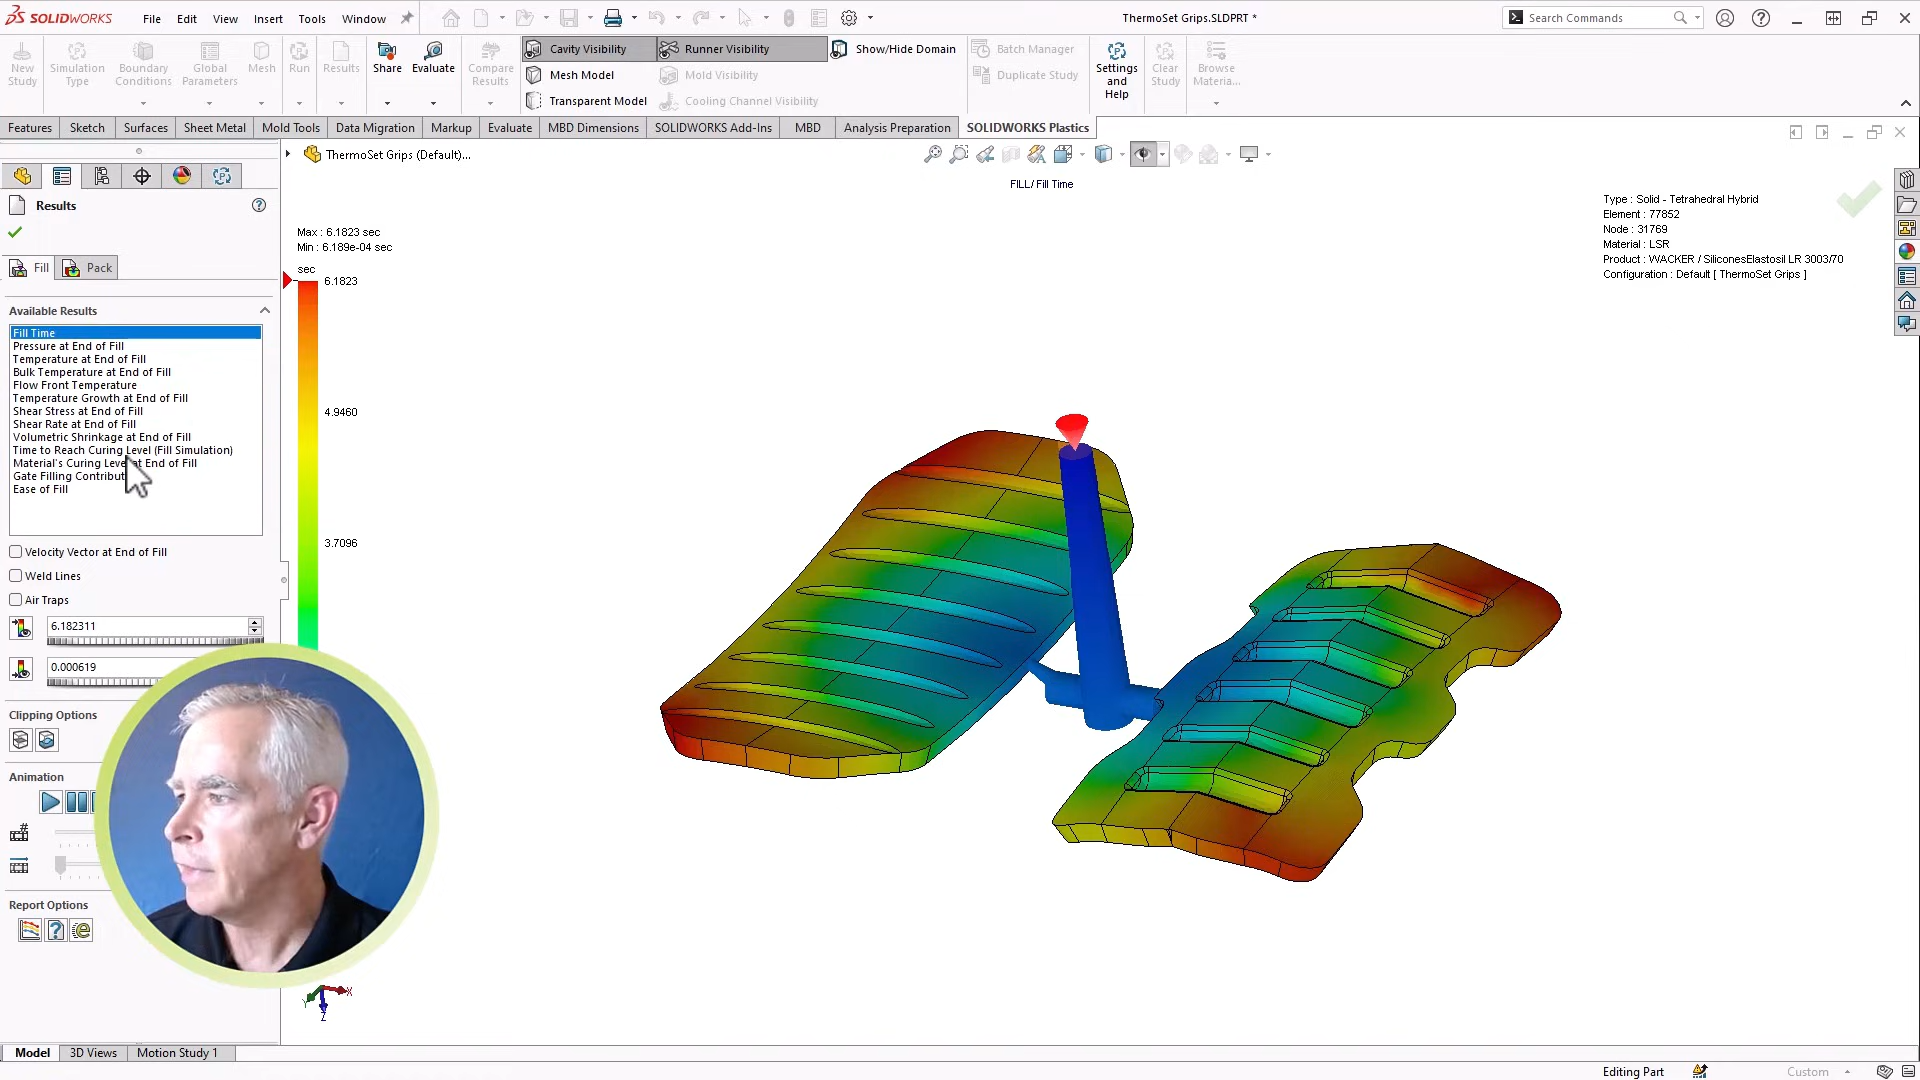 SOLIDWORKS File Edit View Insert Tools Window
ThermoSet Grips.SLDPRT *
Search Commands
New Study
Simulation Type
Boundary Conditions
Global Parameters
Mesh
Run
Results
Share
Evaluate
Compare Results
Cavity Visibility
Runner Visibility
Show/Hide Domain
Mesh Model
Mold Visibility
Transparent Model
Cooling Channel Visibility
Batch Manager
Duplicate Study
Settings and Help
Clear Study
Browse Materia...
Features Sketch Surfaces Sheet Metal Mold Tools Data Migration Markup Evaluate MBD Dimensions SOLIDWORKS Add-Ins MBD Analysis Preparation SOLIDWORKS Plastics
ThermoSet Grips (Default)...
FILL/ Fill Time
Results
Fill Pack
Available Results
Fill Time
Pressure at End of Fill
Temperature at End of Fill
Bulk Temperature at End of Fill
Flow Front Temperature
Temperature Growth at End of Fill
Shear Stress at End of Fill
Shear Rate at End of Fill
Volumetric Shrinkage at End of Fill
Time to Reach Curing Level (Fill Simulation)
Material's Curing Level at End of Fill
Gate Filling Contribut
Ease of Fill
Velocity Vector at End of Fill
Weld Lines
Air Traps
6.182311
0.000619
Clipping Options
Animation
Report Options
Max : 6.1823 sec
Min : 6.189e-04 sec
sec
6.1823
4.9460
3.7096
Type : Solid - Tetrahedral Hybrid
Element : 77852
Node : 31769
Material : LSR
Product : WACKER / SiliconesElastosil LR 3003/70
Configuration : Default [ ThermoSet Grips ]
X
Y
Z
Model 3D Views Motion Study 1
Editing Part
Custom